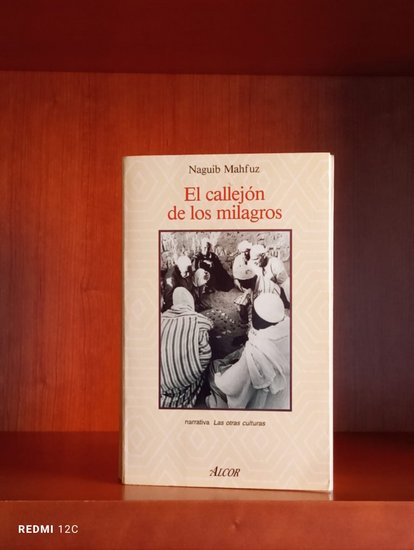 Naguib Mahfuz
El callejón
de los milagros
narrativa Las otras culturas
ALCOR
REDMI 12C